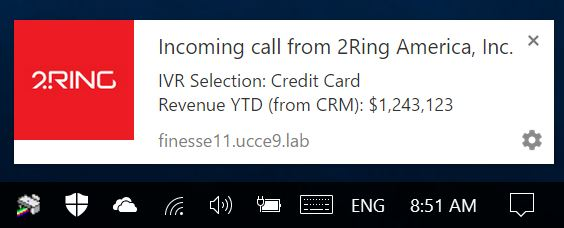 2RING
Incoming call from 2Ring America, Inc.
IVR Selection: Credit Card
Revenue YTD (from CRM): $1,243,123
finesse11.ucce9.lab
ENG
8:51 AM